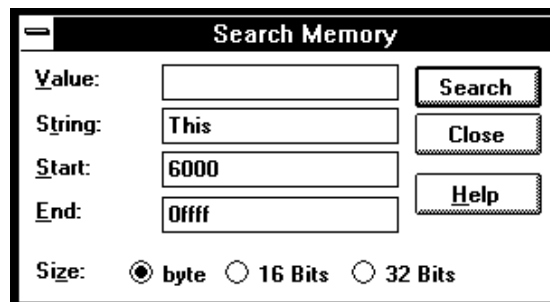 Search Memory
Value:
Search
String: This
Close
Start: 6000
Help
End: 0ffff
Size: byte 16 Bits 32 Bits